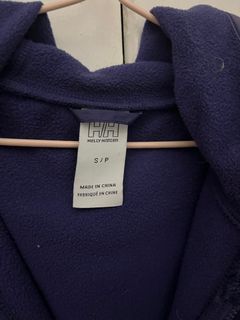 HH
HELLY HANSEN
S / P
MADE IN CHINA
FABRIQUÉ EN CHINE